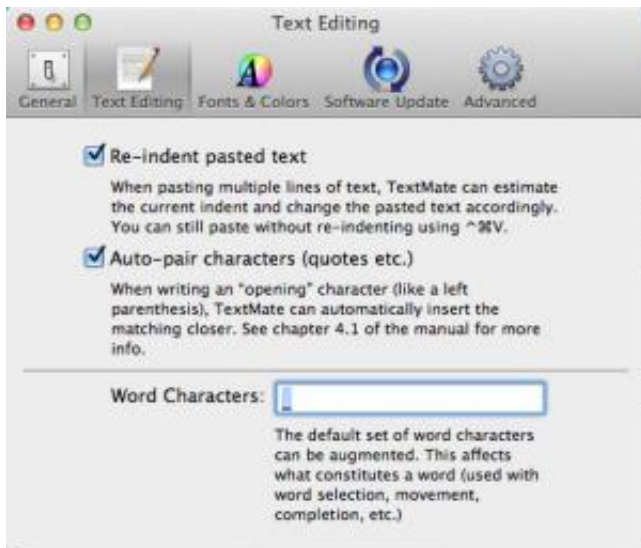 Text Editing
General Text Editing Fonts & Colors Software Update Advanced
Re-indent pasted text
When pasting multiple lines of text, TextMate can estimate
the current indent and change the pasted text accordingly.
You can still paste without re-indenting using ^⌘V.
Auto-pair characters (quotes etc.)
When writing an "opening" character (like a left
parenthesis), TextMate can automatically insert the
matching closer. See chapter 4.1 of the manual for more
info.
Word Characters: _
The default set of word characters
can be augmented. This affects
what constitutes a word (used with
word selection, movement,
completion, etc.)